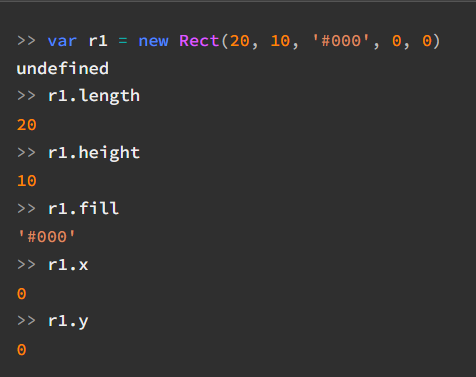 >> var r1 = new Rect(20, 10, '#000', 0, 0)
undefined
>> r1.length
20
>> r1.height
10
>> r1.fill
'#000'
>> r1.x
0
>> r1.y
0